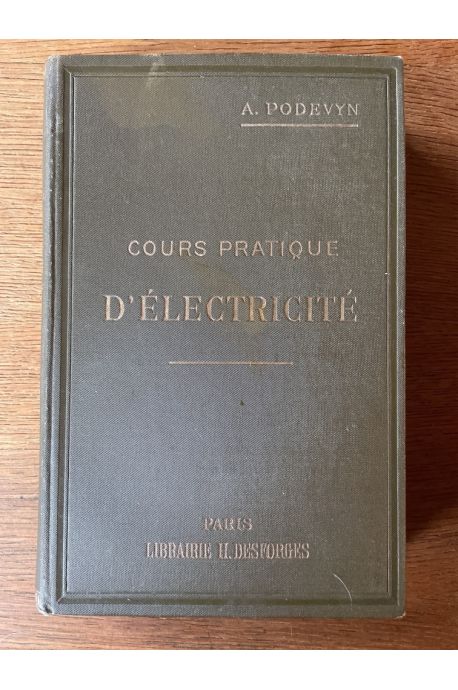 A. PODEVYN
COURS PRATIQUE
D'ÉLECTRICITÉ
PARIS
LIBRAIRIE H. DESFORGES